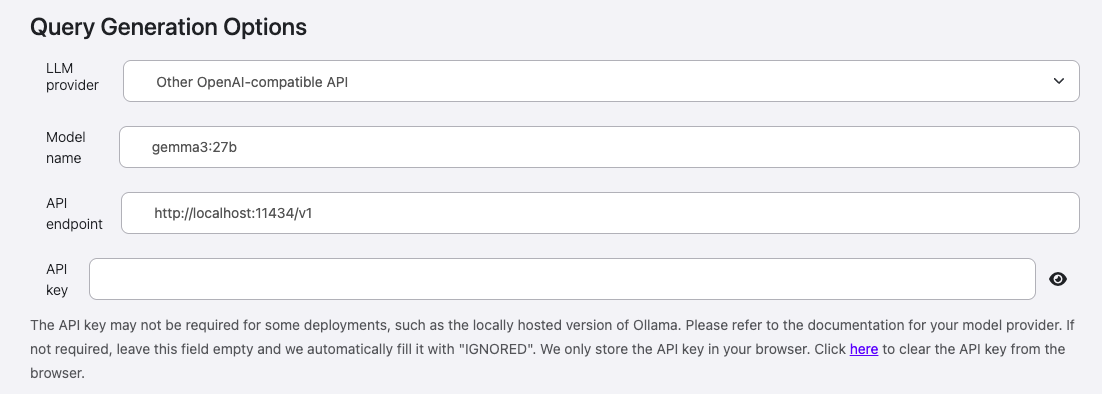 Query Generation Options
LLM
provider
Other OpenAI-compatible API
Model
name
gemma3:27b
API
endpoint
http://localhost:11434/v1
API
key
The API key may not be required for some deployments, such as the locally hosted version of Ollama. Please refer to the documentation for your model provider. If
not required, leave this field empty and we automatically fill it with "IGNORED". We only store the API key in your browser. Click here to clear the API key from the
browser.